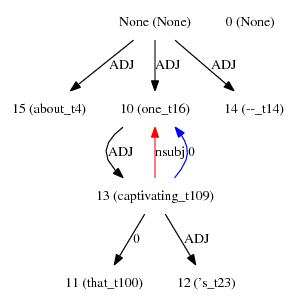 None (None) 0 (None)
ADJ ADJ ADJ
15 (about_t4) 10 (one_t16) 14 (--_t14)
ADJ nsubj 0
13 (captivating_t109)
0 ADJ
11 (that_t100) 12 ('s_t23)